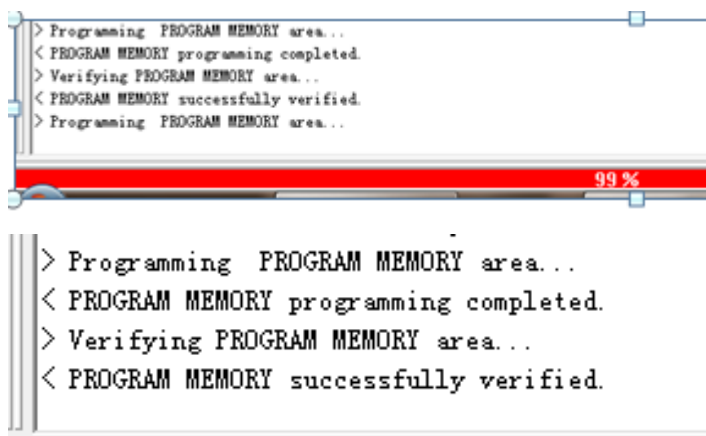 > Programming  PROGRAM MEMORY area...
< PROGRAM MEMORY programming completed.
> Verifying PROGRAM MEMORY area...
< PROGRAM MEMORY successfully verified.
> Programming  PROGRAM MEMORY area...
99 %
> Programming  PROGRAM MEMORY area...
< PROGRAM MEMORY programming completed.
> Verifying PROGRAM MEMORY area...
< PROGRAM MEMORY successfully verified.